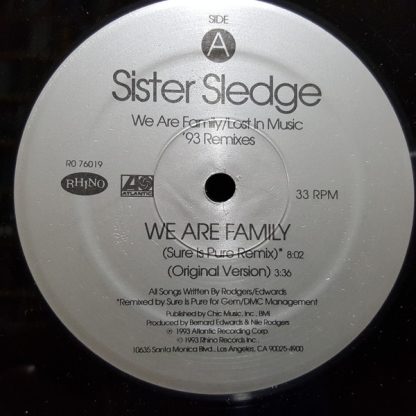 SIDE
A
Sister Sledge
We Are Family/Lost In Music
'93 Remixes
RO 76019
RHINO
ATLANTIC
33 RPM
WE ARE FAMILY
(Sure Is Pure Remix)* 8:02
(Original Version) 3:36
All Songs Written By Rodgers/Edwards
*Remixed by Sure Is Pure for Gem/DMC Management
Published by Chic Music, Inc., BMI
Produced by Bernard Edwards & Nile Rodgers
℗ 1993 Atlantic Recording Corp.
© 1993 Rhino Records Inc.
10635 Santa Monica Blvd., Los Angeles, CA 90025-4900